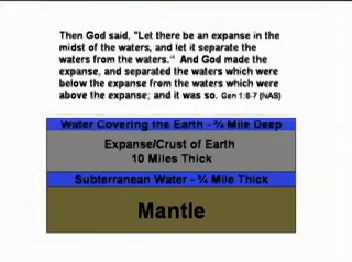 Then God said, "Let there be an expanse in the
midst of the waters, and let it separate the
waters from the waters." And God made the
expanse, and separated the waters which were
below the expanse from the waters which were
above the expanse; and it was so. Gen 1:6-7 (NAS)
Water Covering the Earth - ¾ Mile Deep
Expanse/Crust of Earth
10 Miles Thick
Subterranean Water - ¾ Mile Thick
Mantle